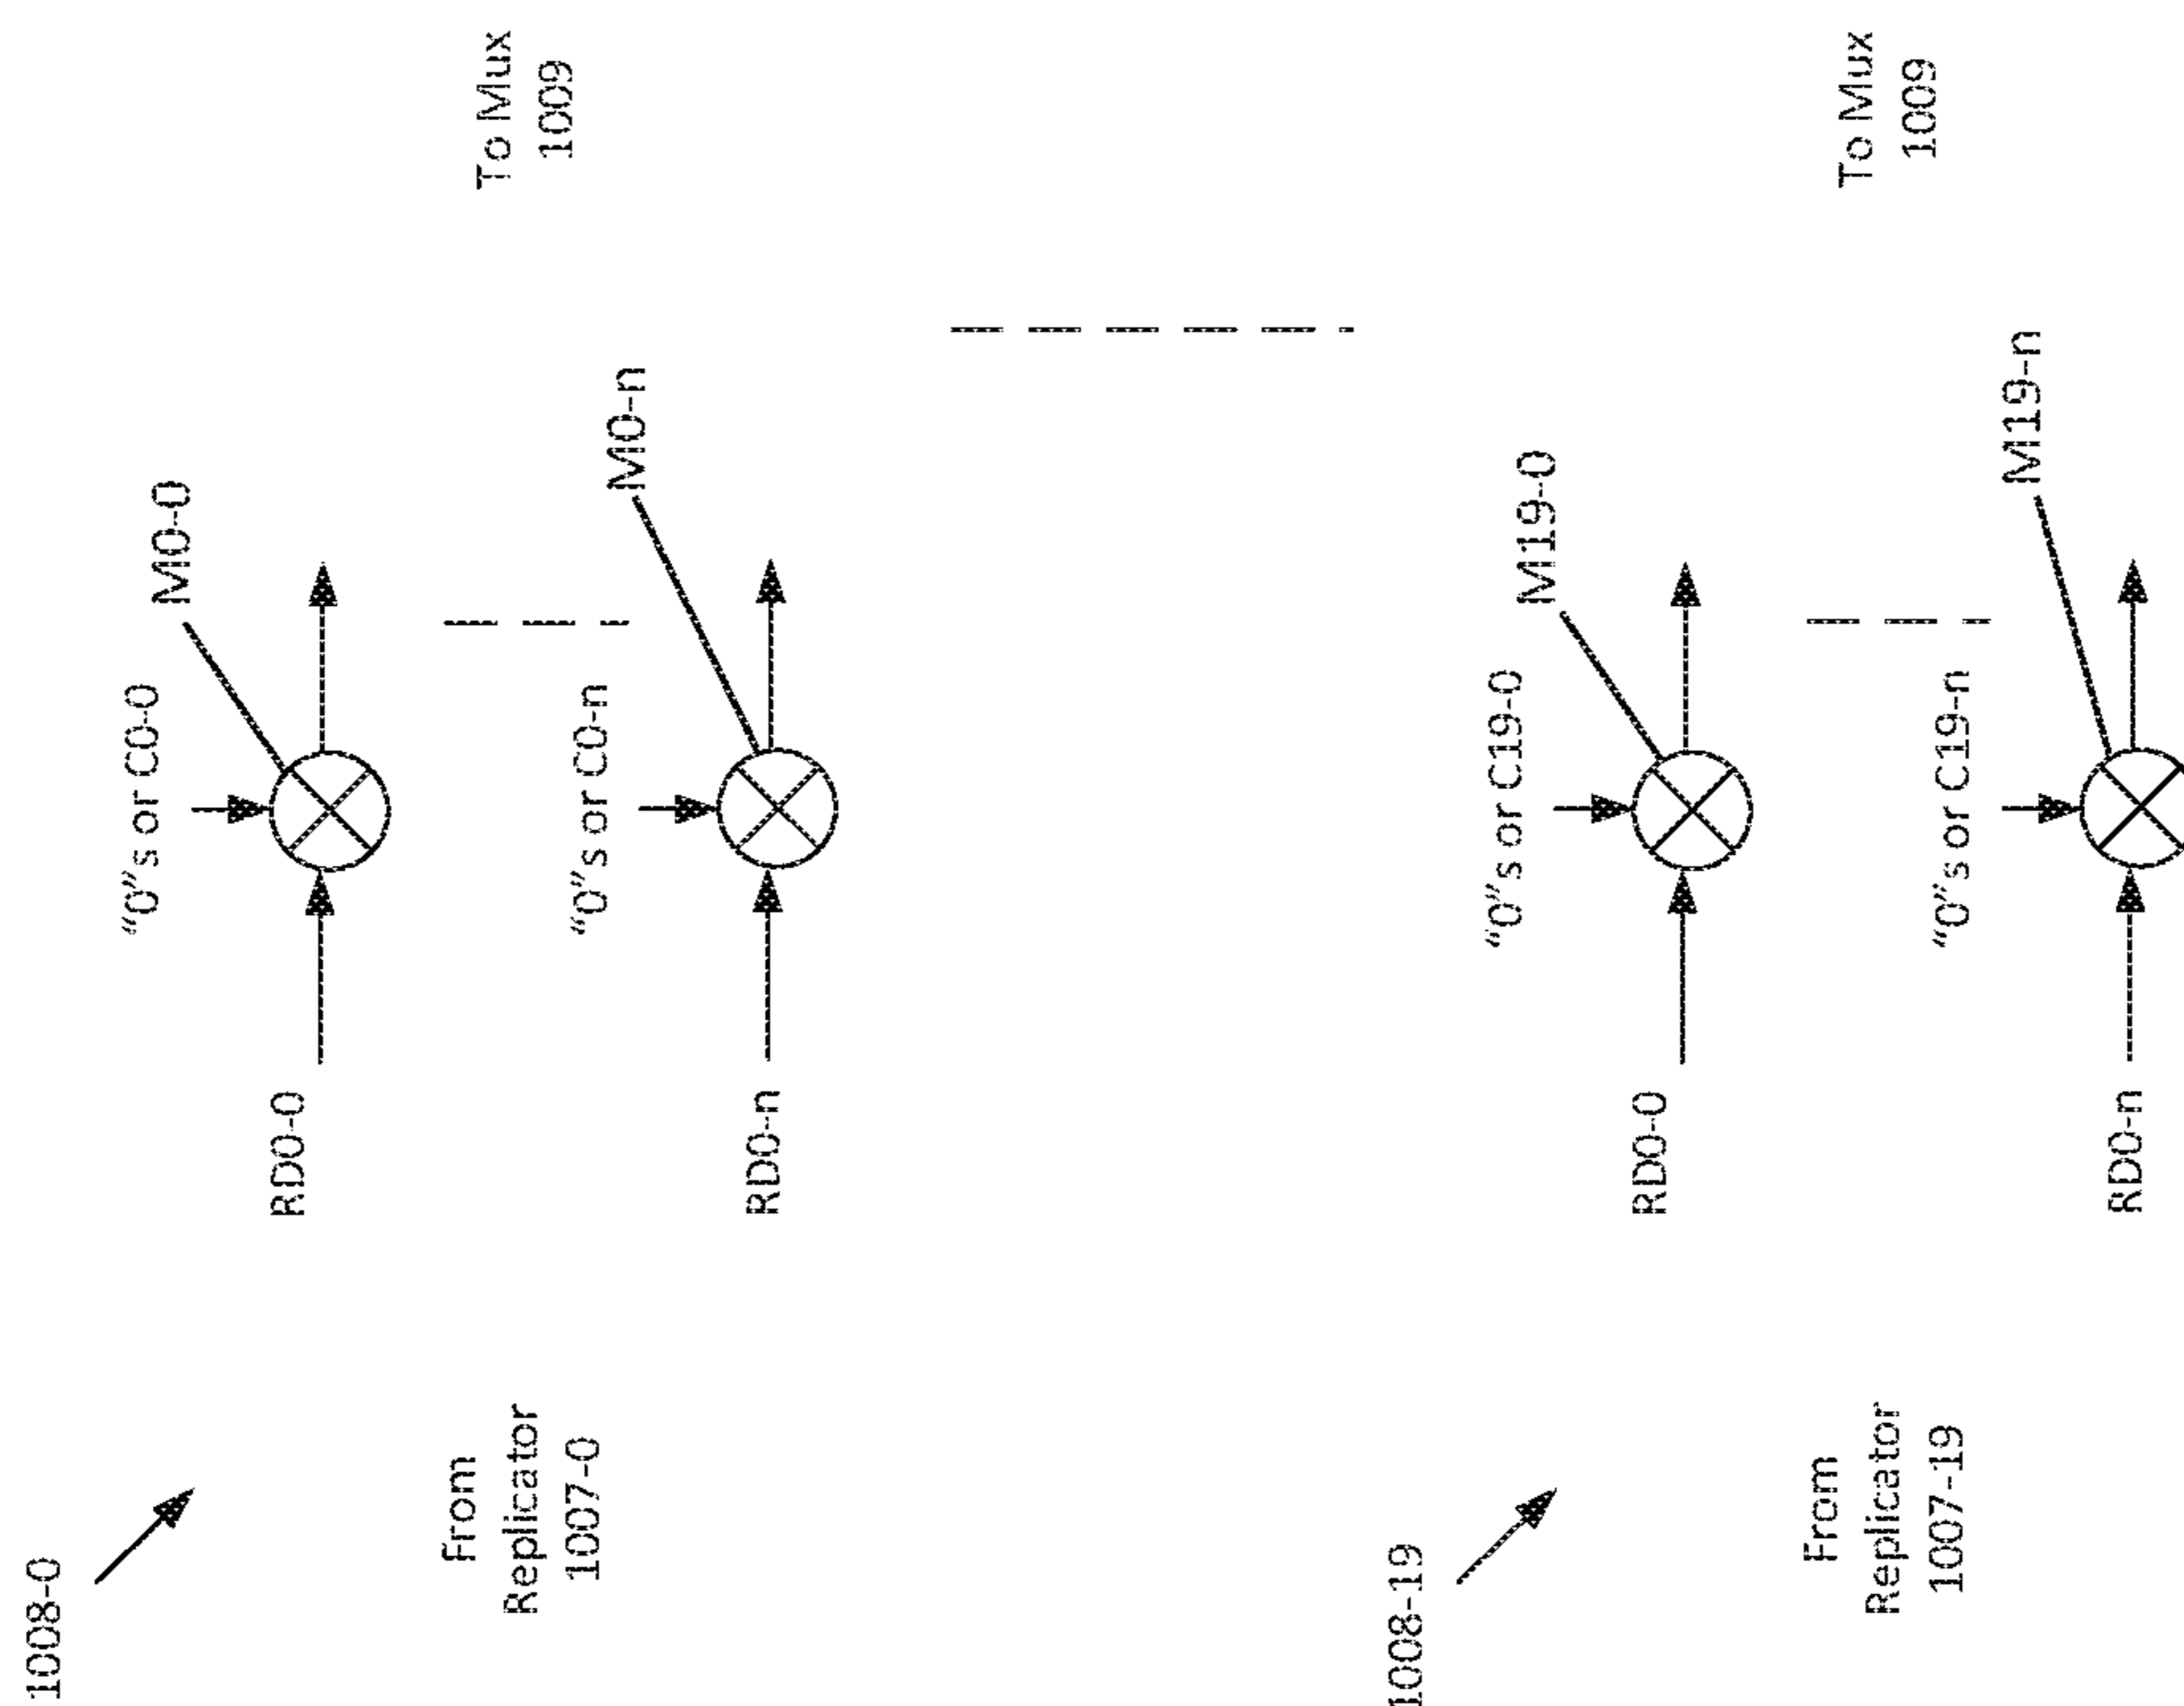 1008-0
From
Replicator
1007-0
RD0-0
"0"s or C0-0
M0-0
RD0-n
"0"s or C0-n
M0-n
To Mux
1009
1008-19
From
Replicator
1007-19
RD0-0
"0"s or C19-0
M19-0
RD0-n
"0"s or C19-n
M19-n
To Mux
1009